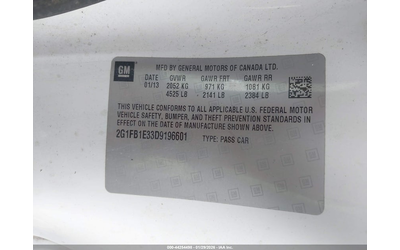 GM
MFD BY GENERAL MOTORS OF CANADA LTD.
DATE GVWR GAWR FRT GAWR RR
01/13 2052 KG 971 KG 1081 KG
4525 LB 2141 LB 2384 LB
THIS VEHICLE CONFORMS TO ALL APPLICABLE U.S. FEDERAL MOTOR
VEHICLE SAFETY, BUMPER, AND THEFT PREVENTION STANDARDS IN
EFFECT ON THE DATE OF MANUFACTURE SHOWN ABOVE.
2G1FB1E33D9196601 TYPE: PASS CAR